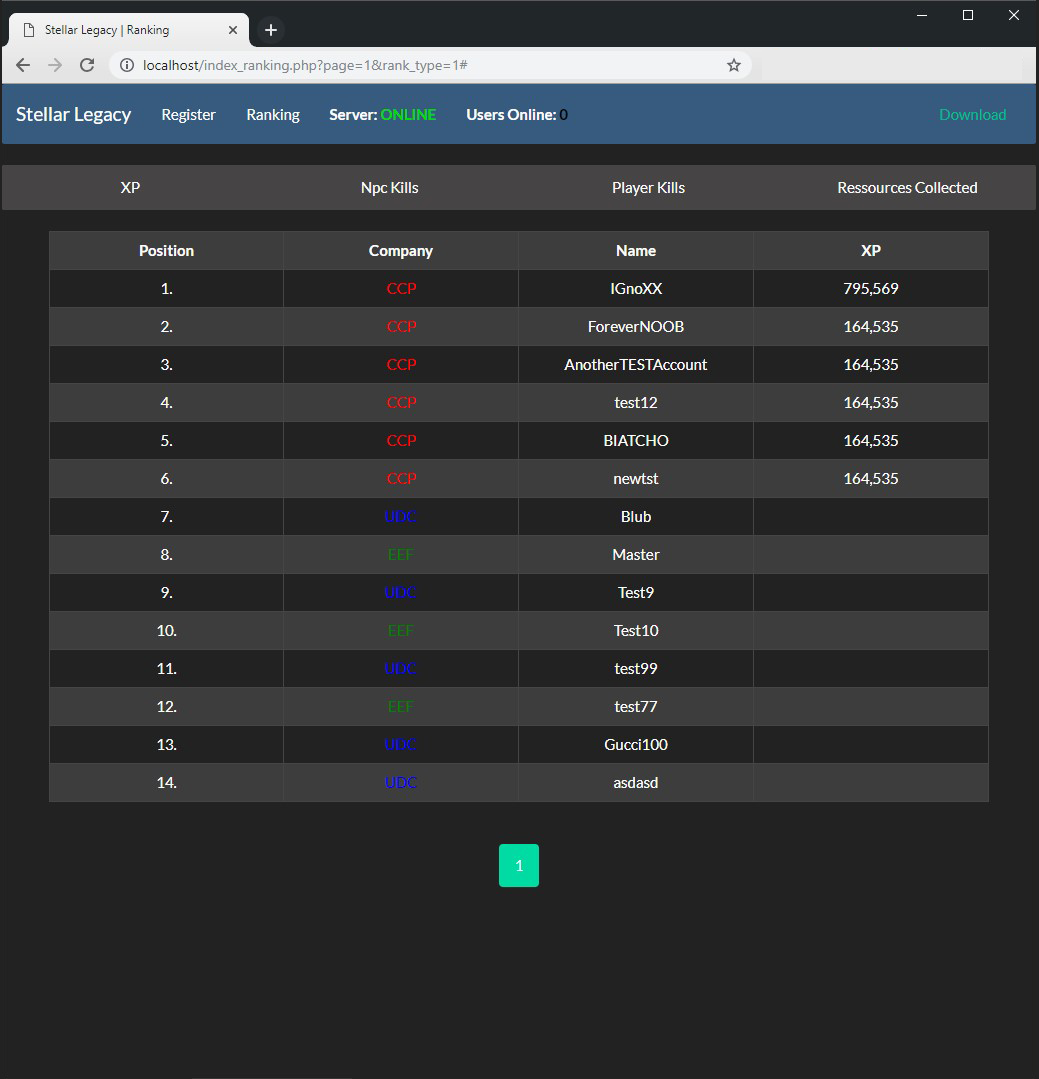 Stellar Legacy | Ranking
localhost/index_ranking.php?page=1&rank_type=1#
Stellar Legacy Register Ranking Server: ONLINE Users Online: 0 Download
XP Npc Kills Player Kills Ressources Collected
Position Company Name XP
1. CCP IGnoXX 795,569
2. CCP ForeverNOOB 164,535
3. CCP AnotherTESTAccount 164,535
4. CCP test12 164,535
5. CCP BIATCHO 164,535
6. CCP newtst 164,535
7. UDC Blub
8. EEF Master
9. UDC Test9
10. EEF Test10
11. UDC test99
12. EEF test77
13. UDC Gucci100
14. UDC asdasd
1